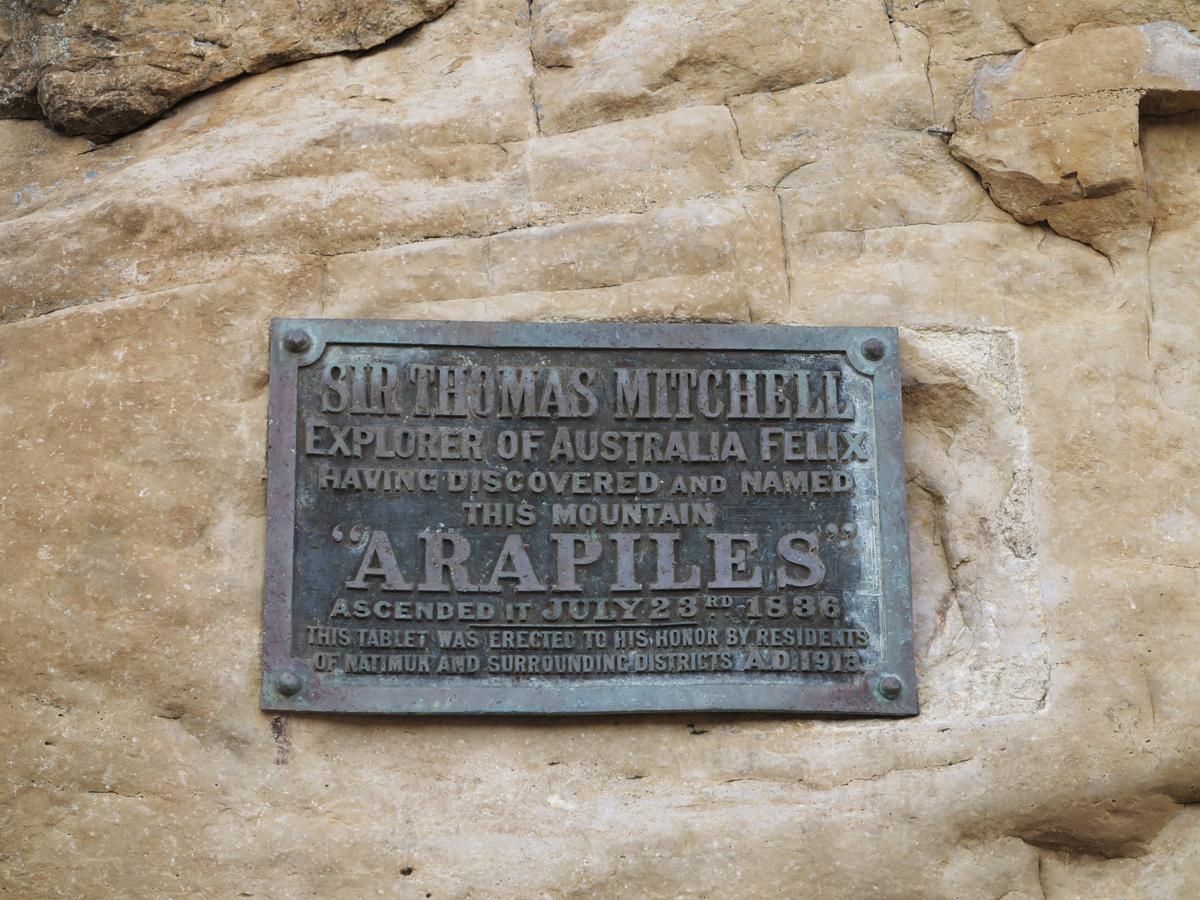 SIR THOMAS MITCHELL
EXPLORER OF AUSTRALIA FELIX
HAVING DISCOVERED AND NAMED
THIS MOUNTAIN
“ARAPILES”
ASCENDED IT JULY 23RD 1836
THIS TABLET WAS ERECTED TO HIS HONOR BY RESIDENTS
OF NATIMUK AND SURROUNDING DISTRICTS A.D. 1913